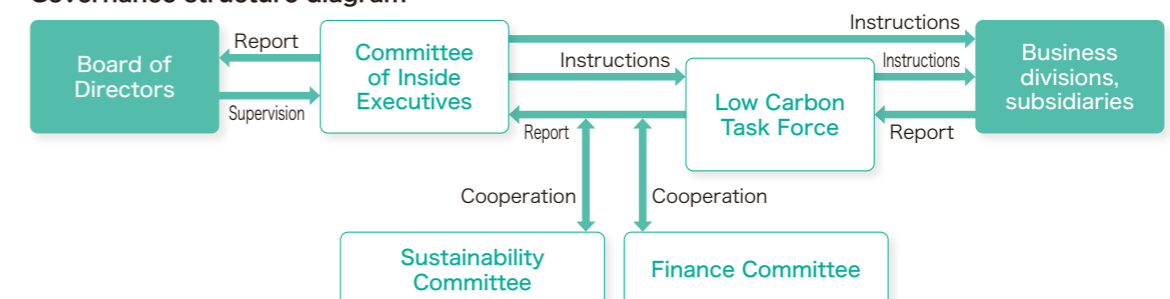 Governance structure diagram
Instructions
Report
Board of
Directors
Supervision
Committee
of Inside
Executives
Instructions
Report
Low Carbon
Task Force
Instructions
Report
Business
divisions,
subsidiaries
Cooperation
Cooperation
Sustainability
Committee
Finance Committee